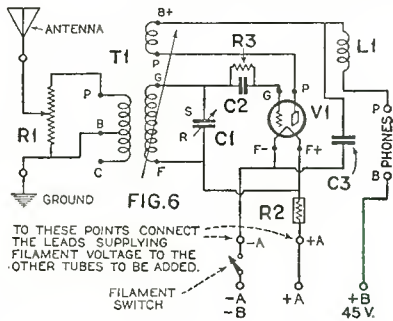 ANTENNA
T1
B+
P
G
F
R3
C2
G
P
V1
F-
F+
L1
P
PHONES
B
R1
P
B
C
S
R
C1
C3
GROUND
FIG.6
R2
TO THESE POINTS CONNECT
THE LEADS SUPPLYING
FILAMENT VOLTAGE TO THE
OTHER TUBES TO BE ADDED.
-A
+A
FILAMENT
SWITCH
-A
-B
+A
+B
45 V.